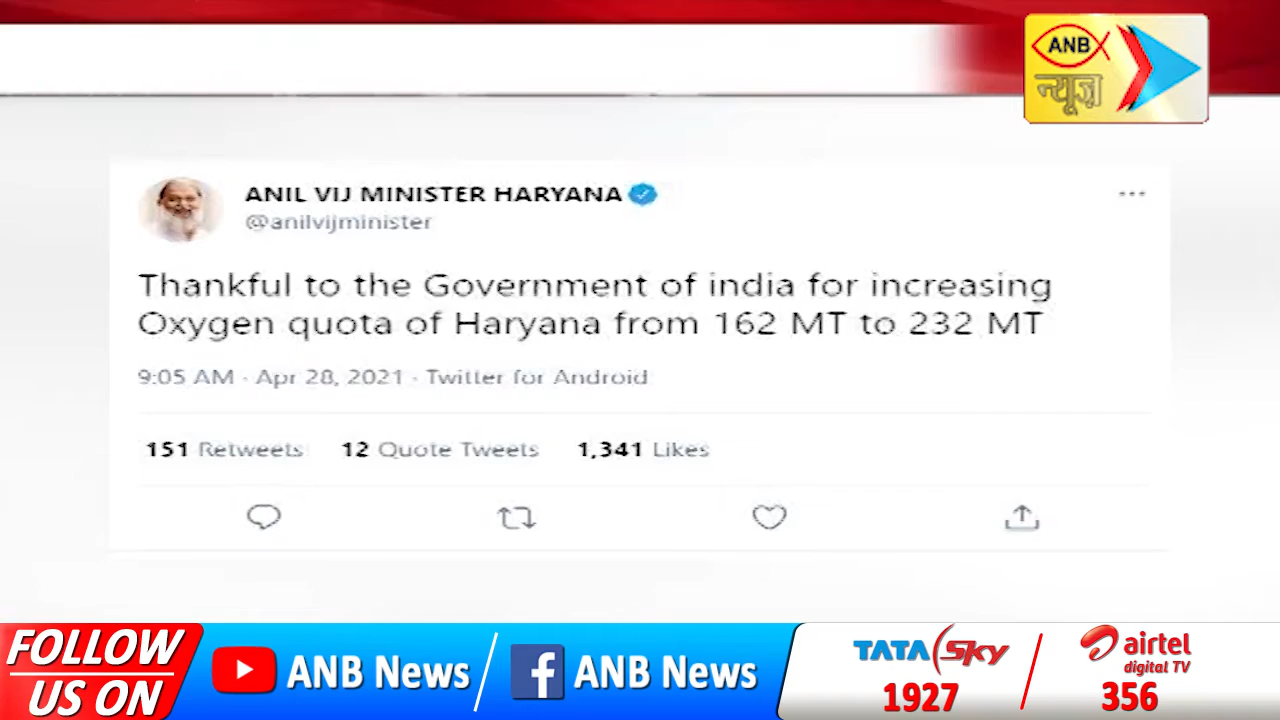 ANB
न्यूज़
ANIL VIJ MINISTER HARYANA
@anilvijminister
Thankful to the Government of india for increasing
Oxygen quota of Haryana from 162 MT to 232 MT
9:05 AM · Apr 28, 2021 · Twitter for Android
151 Retweets 12 Quote Tweets 1,341 Likes
FOLLOW
US ON
ANB News
ANB News
TATA Sky
1927
airtel
digital TV
356